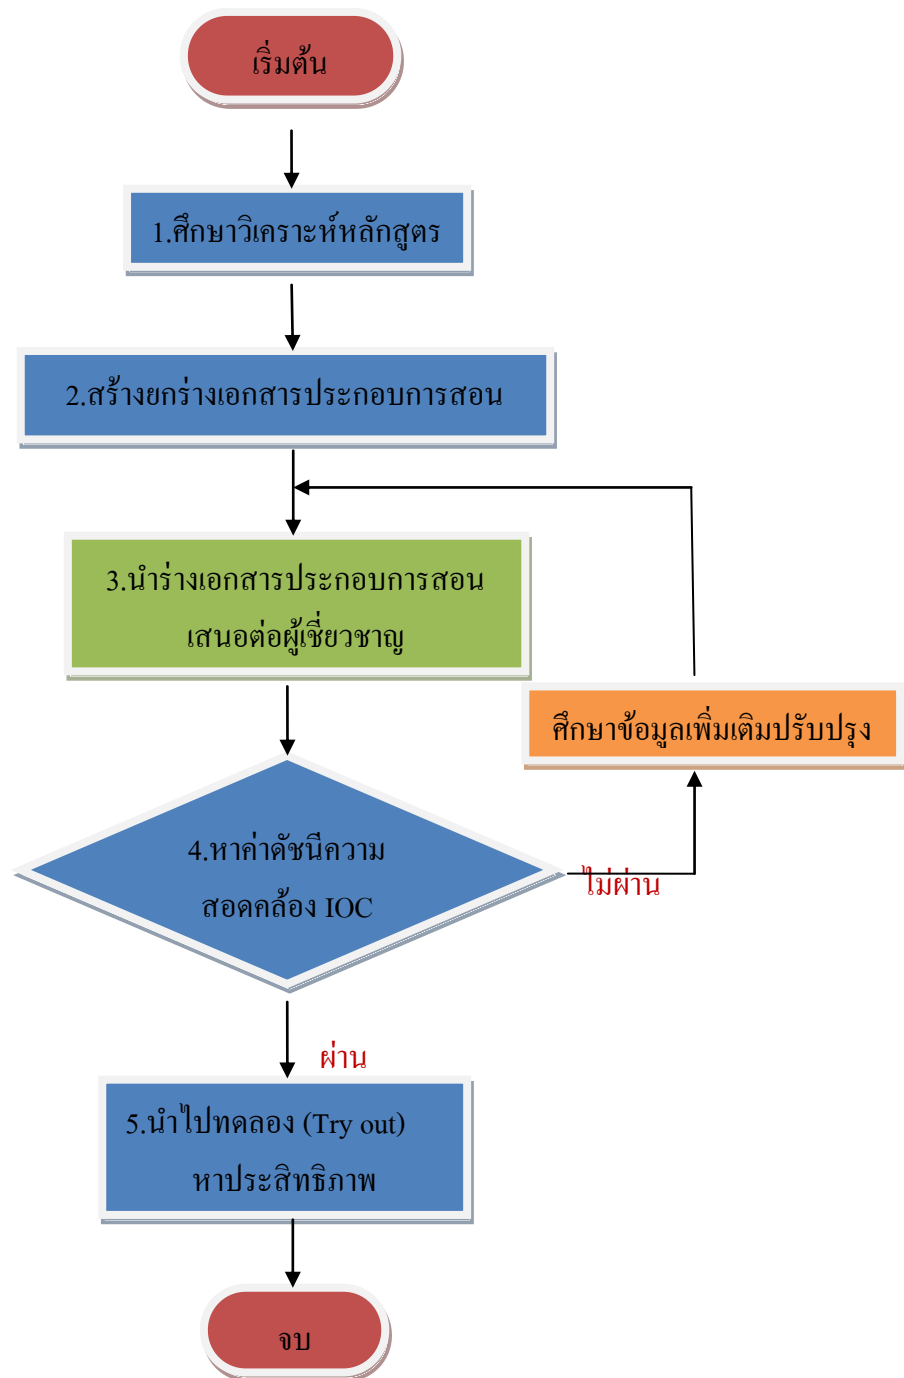 เริ่มต้น
1.ศึกษาวิเคราะห์หลักสูตร
2.สร้างยกร่างเอกสารประกอบการสอน
3.นำร่างเอกสารประกอบการสอน
เสนอต่อผู้เชี่ยวชาญ
ศึกษาข้อมูลเพิ่มเติมปรับปรุง
4.หาค่าดัชนีความ
สอดคล้อง IOC
ไม่ผ่าน
ผ่าน
5.นำไปทดลอง (Try out)
หาประสิทธิภาพ
จบ